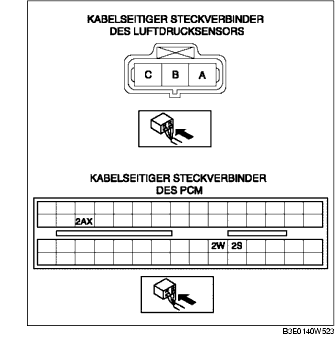 KABELSEITIGER STECKVERBINDER
DES LUFTDRUCKSENSORS
C B A
KABELSEITIGER STECKVERBINDER
DES PCM
2AX
2W 2S
B3E0140W523